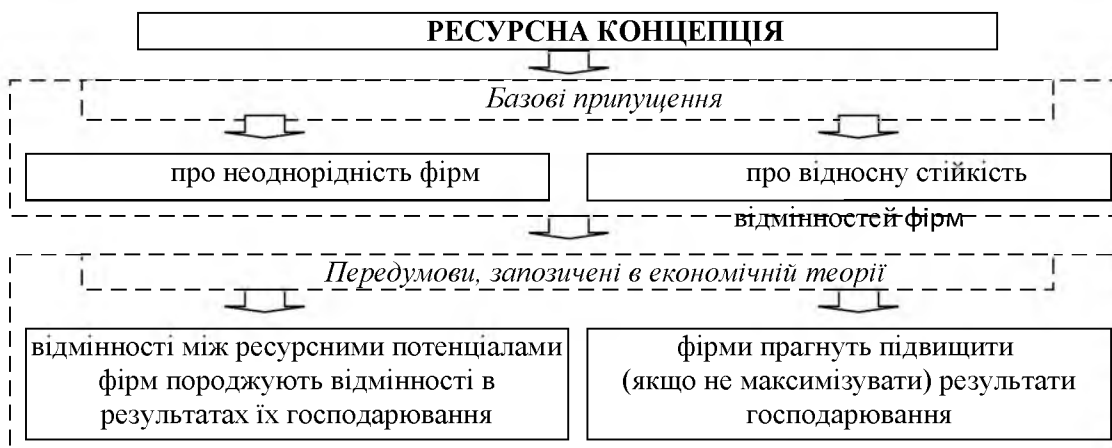 РЕСУРСНА КОНЦЕПЦІЯ
Базові припущення
про неоднорідність фірм
про відносну стійкість
відмінностей фірм
Передумови, запозичені в економічній теорії
відмінності між ресурсними потенціалами
фірм породжують відмінності в
результатах їх господарювання
фірми прагнуть підвищити
(якщо не максимізувати) результати
господарювання